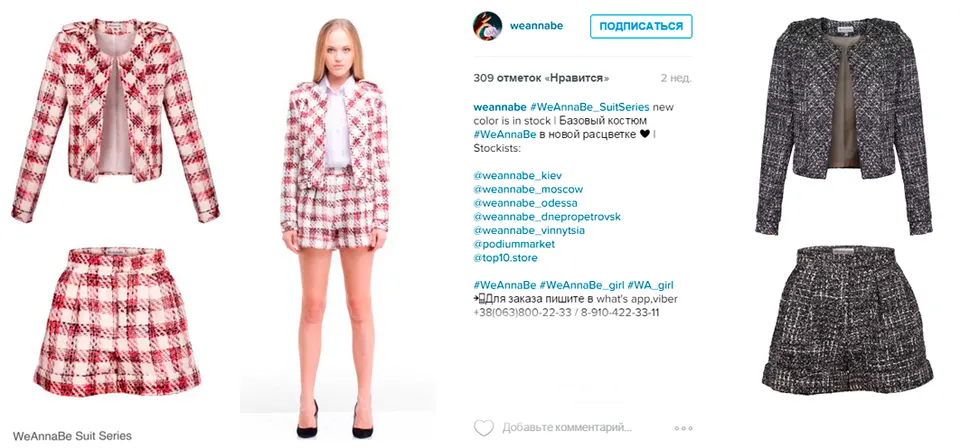 weannabe
ПОДПИСАТЬСЯ
309 отметок «Нравится»
2 нед.
weannabe #WeAnnaBe_SuitSeries new
color is in stock | Базовый костюм
#WeAnnaBe в новой расцветке 🖤 |
Stockists:
@weannabe_kiev
@weannabe_moscow
@weannabe_odessa
@weannabe_dnepropetrovsk
@weannabe_vinnytsia
@podiummarket
@top10.store
#WeAnnaBe #WeAnnaBe_girl #WA_girl
➔📱Для заказа пишите в what's app,viber
+38(063)800-22-33 / 8-910-422-33-11
Добавьте комментарий...
WeAnnaBe Suit Series